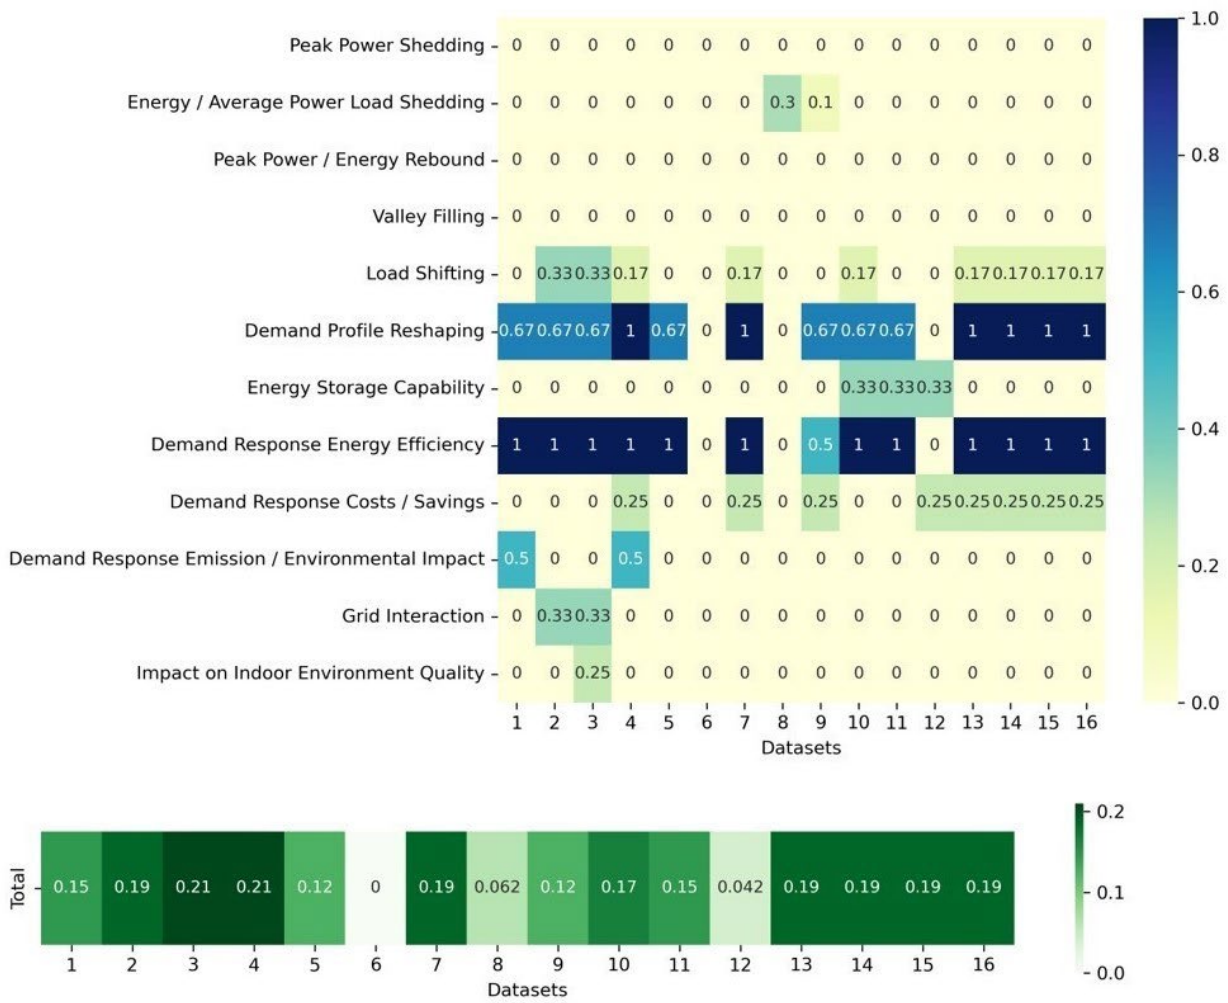 Peak Power Shedding 0 0 0 0 0 0 0 0 0 0 0 0 0 0 0 0
Energy / Average Power Load Shedding 0 0 0 0 0 0 0 0.3 0.1 0 0 0 0 0 0 0
Peak Power / Energy Rebound 0 0 0 0 0 0 0 0 0 0 0 0 0 0 0 0
Valley Filling 0 0 0 0 0 0 0 0 0 0 0 0 0 0 0 0
Load Shifting 0 0.33 0.33 0.17 0 0 0.17 0 0 0.17 0 0 0.17 0.17 0.17 0.17
Demand Profile Reshaping 0.67 0.67 0.67 1 0.67 0 1 0 0.67 0.67 0.67 0 1 1 1 1
Energy Storage Capability 0 0 0 0 0 0 0 0 0 0.33 0.33 0.33 0 0 0 0
Demand Response Energy Efficiency 1 1 1 1 1 0 1 0 0.5 1 1 0 1 1 1 1
Demand Response Costs / Savings 0 0 0 0.25 0 0 0.25 0 0.25 0 0 0.25 0.25 0.25 0.25 0.25
Demand Response Emission / Environmental Impact 0.5 0 0 0.5 0 0 0 0 0 0 0 0 0 0 0 0
Grid Interaction 0 0.33 0.33 0 0 0 0 0 0 0 0 0 0 0 0 0
Impact on Indoor Environment Quality 0 0 0.25 0 0 0 0 0 0 0 0 0 0 0 0 0
1 2 3 4 5 6 7 8 9 10 11 12 13 14 15 16
Datasets
1.0
0.8
0.6
0.4
0.2
0.0
Total 0.15 0.19 0.21 0.21 0.12 0 0.19 0.062 0.12 0.17 0.15 0.042 0.19 0.19 0.19 0.19
1 2 3 4 5 6 7 8 9 10 11 12 13 14 15 16
Datasets
0.2
0.1
0.0